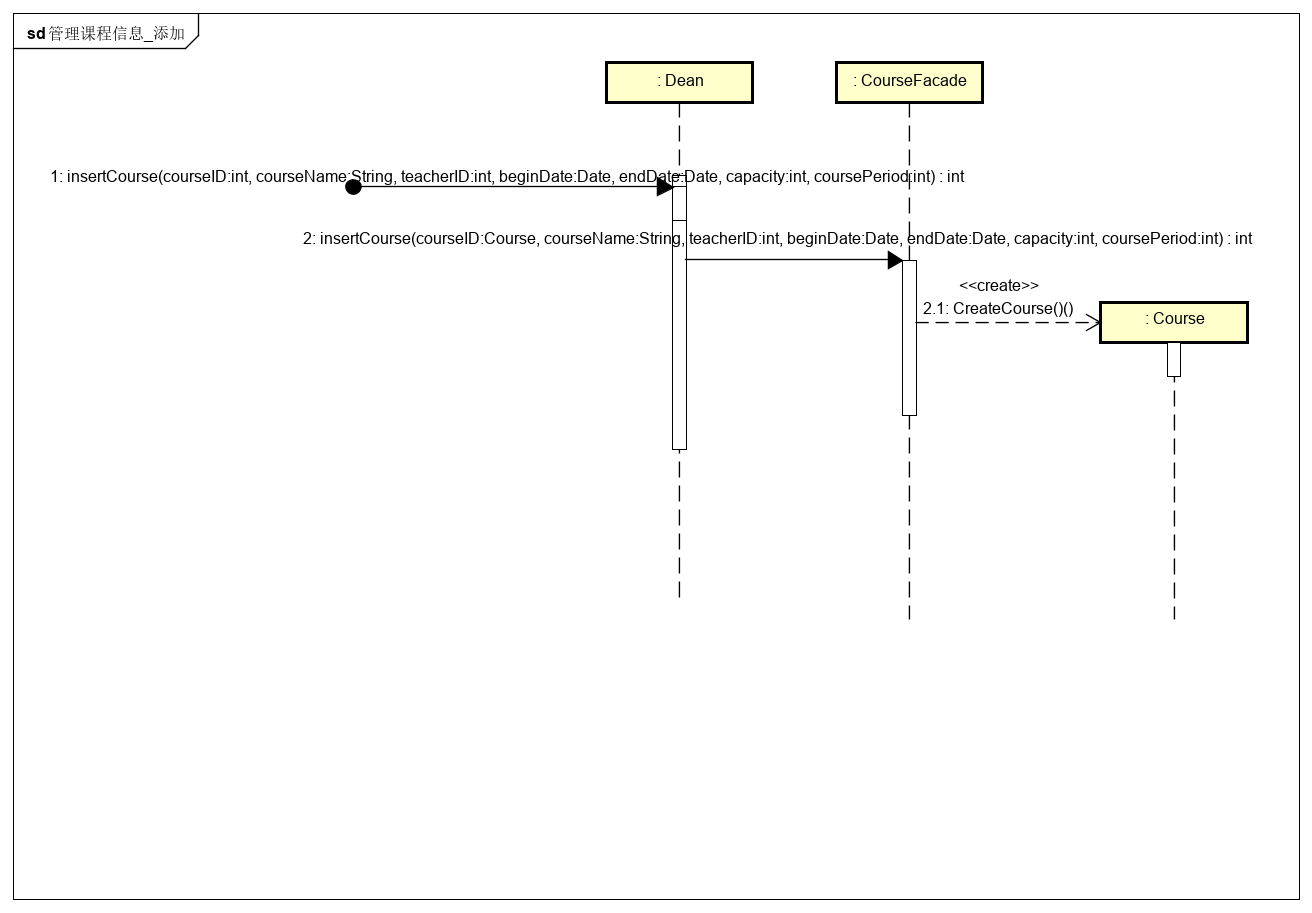 sd 管理课程信息_添加
: Dean
: CourseFacade
1: insertCourse(courseID:int, courseName:String, teacherID:int, beginDate:Date, endDate:Date, capacity:int, coursePeriod:int) : int
2: insertCourse(courseID:Course, courseName:String, teacherID:int, beginDate:Date, endDate:Date, capacity:int, coursePeriod:int) : int
<<create>>
2.1: CreateCourse()()
: Course